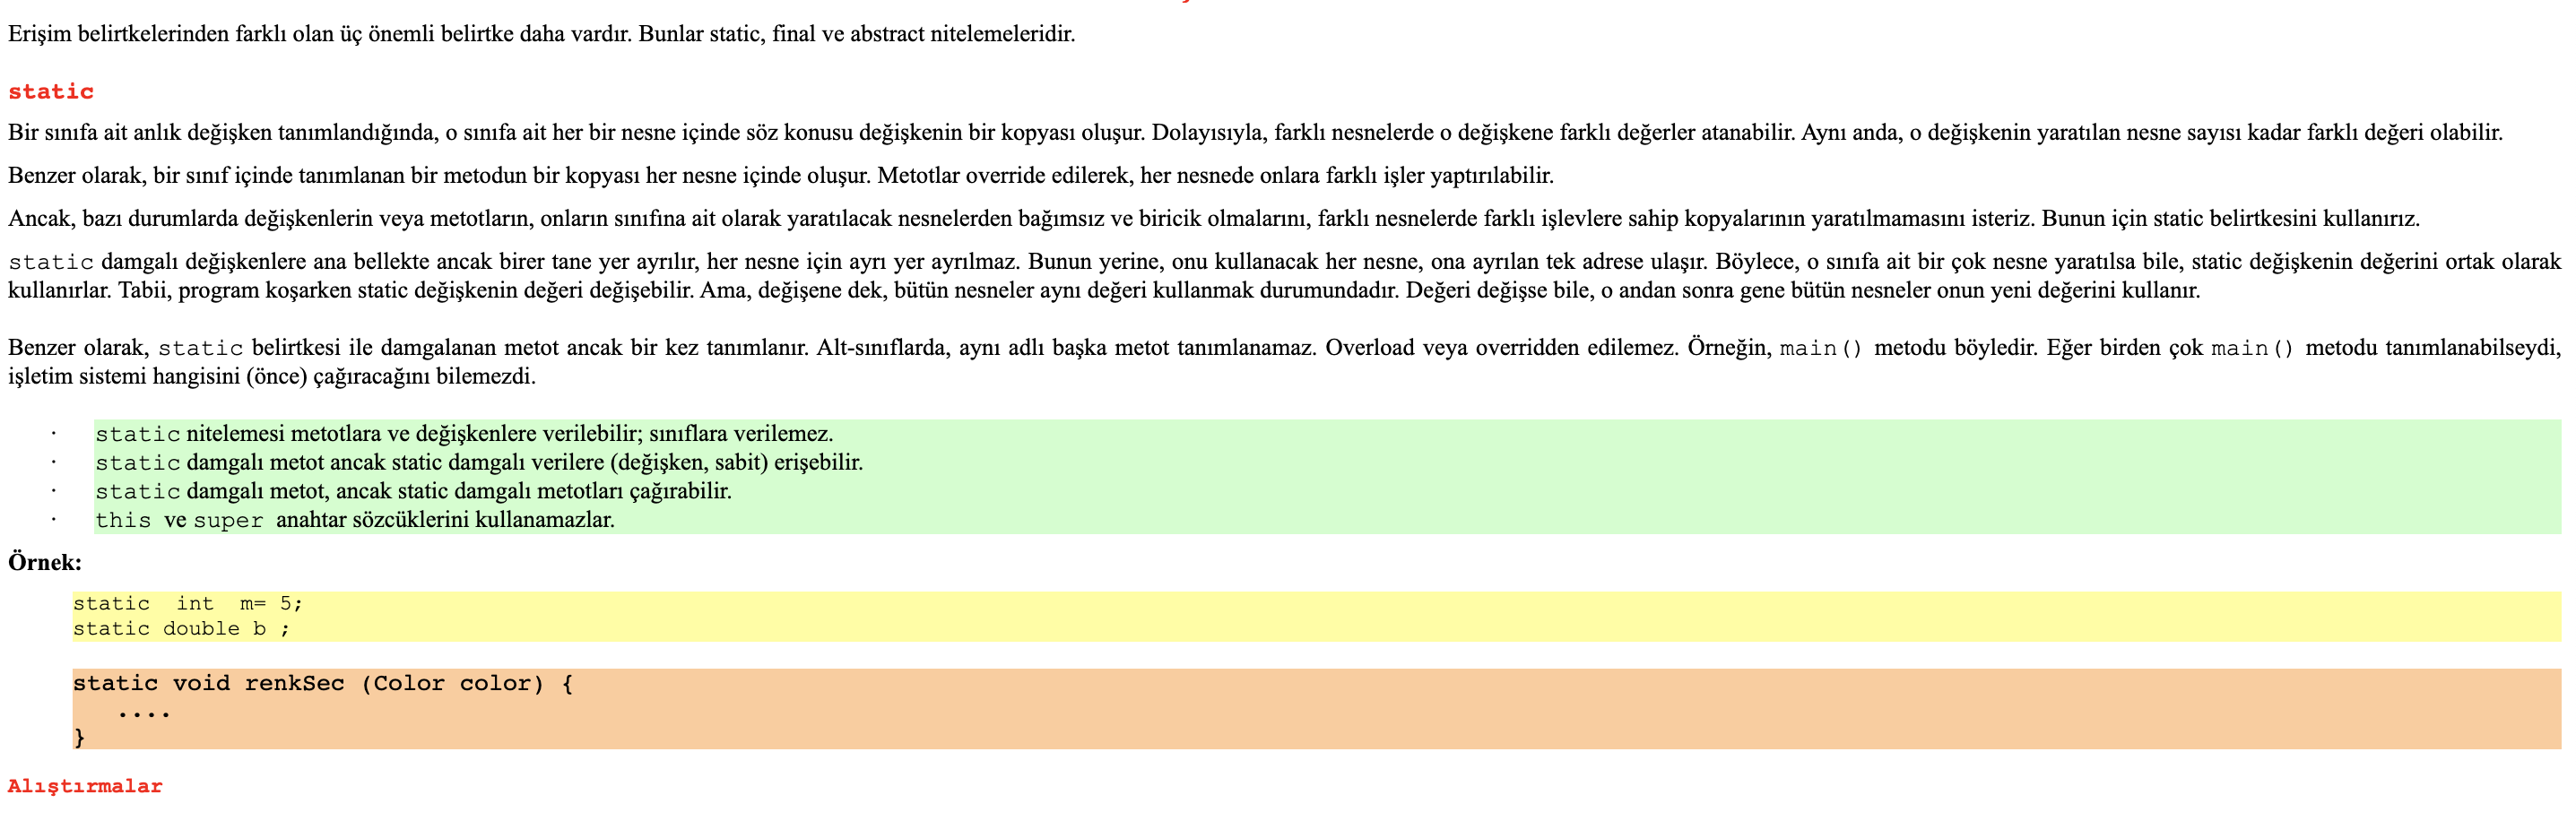 Erişim belirtkelerinden farklı olan üç önemli belirtke daha vardır. Bunlar static, final ve abstract nitelemeleridir.
static
Bir sınıfa ait anlık değişken tanımlandığında, o sınıfa ait her bir nesne içinde söz konusu değişkenin bir kopyası oluşur. Dolayısıyla, farklı nesnelerde o değişkene farklı değerler atanabilir. Aynı anda, o değişkenin yaratılan nesne sayısı kadar farklı değeri olabilir.
Benzer olarak, bir sınıf içinde tanımlanan bir metodun bir kopyası her nesne içinde oluşur. Metotlar override edilerek, her nesnede onlara farklı işler yaptırılabilir.
Ancak, bazı durumlarda değişkenlerin veya metotların, onların sınıfına ait olarak yaratılacak nesnelerden bağımsız ve biricik olmalarını, farklı nesnelerde farklı işlevlere sahip kopyalarının yaratılmamasını isteriz. Bunun için static belirtkesini kullanırız.
static damgalı değişkenlere ana bellekte ancak birer tane yer ayrılır, her nesne için ayrı yer ayrılmaz. Bunun yerine, onu kullanacak her nesne, ona ayrılan tek adrese ulaşır. Böylece, o sınıfa ait bir çok nesne yaratılsa bile, static değişkenin değerini ortak olarak
kullanırlar. Tabii, program koşarken static değişkenin değeri değişebilir. Ama, değişene dek, bütün nesneler aynı değeri kullanmak durumundadır. Değeri değişse bile, o andan sonra gene bütün nesneler onun yeni değerini kullanır.
Benzer olarak, static belirtkesi ile damgalanan metot ancak bir kez tanımlanır. Alt-sınıflarda, aynı adlı başka metot tanımlanamaz. Overload veya overridden edilemez. Örneğin, main() metodu böyledir. Eğer birden çok main() metodu tanımlanabilseydi,
işletim sistemi hangisini (önce) çağıracağını bilemezdi.
· static nitelemesi metotlara ve değişkenlere verilebilir; sınıflara verilemez.
· static damgalı metot ancak static damgalı verilere (değişken, sabit) erişebilir.
· static damgalı metot, ancak static damgalı metotları çağırabilir.
· this ve super anahtar sözcüklerini kullanamazlar.
Örnek:
static  int  m= 5;
static double b ;
static void renkSec (Color color) {
....
}
Alıştırmalar